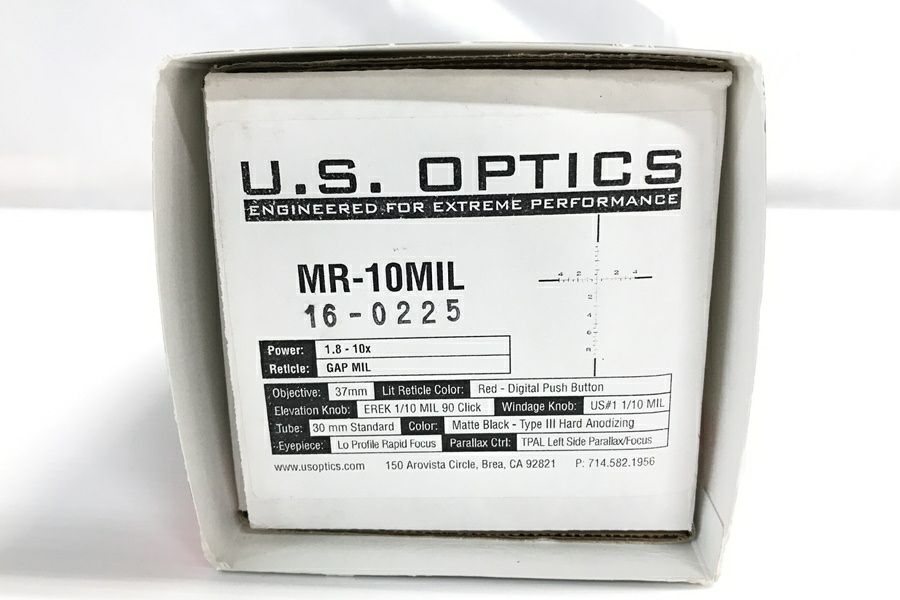 U.S. OPTICS
ENGINEERED FOR EXTREME PERFORMANCE
MR-10MIL
16-0225
Power: 1.8 - 10x
Reticle: GAP MIL
Objective: 37mm Lit Reticle Color: Red - Digital Push Button
Elevation Knob: EREK 1/10 MIL 90 Click Windage Knob: US#1 1/10 MIL
Tube: 30 mm Standard Color: Matte Black - Type III Hard Anodizing
Eyepiece: Lo Profile Rapid Focus Parallax Ctrl: TPAL Left Side Parallax/Focus
www.usoptics.com 150 Arovista Circle, Brea, CA 92821 P: 714.582.1956